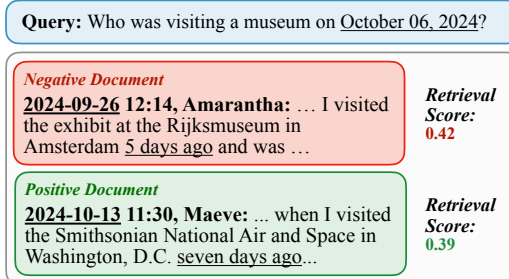 Query: Who was visiting a museum on October 06, 2024?
Negative Document
2024-09-26 12:14, Amarantha: … I visited
the exhibit at the Rijksmuseum in
Amsterdam 5 days ago and was …
Retrieval
Score:
0.42
Positive Document
2024-10-13 11:30, Maeve: ... when I visited
the Smithsonian National Air and Space in
Washington, D.C. seven days ago...
Retrieval
Score:
0.39